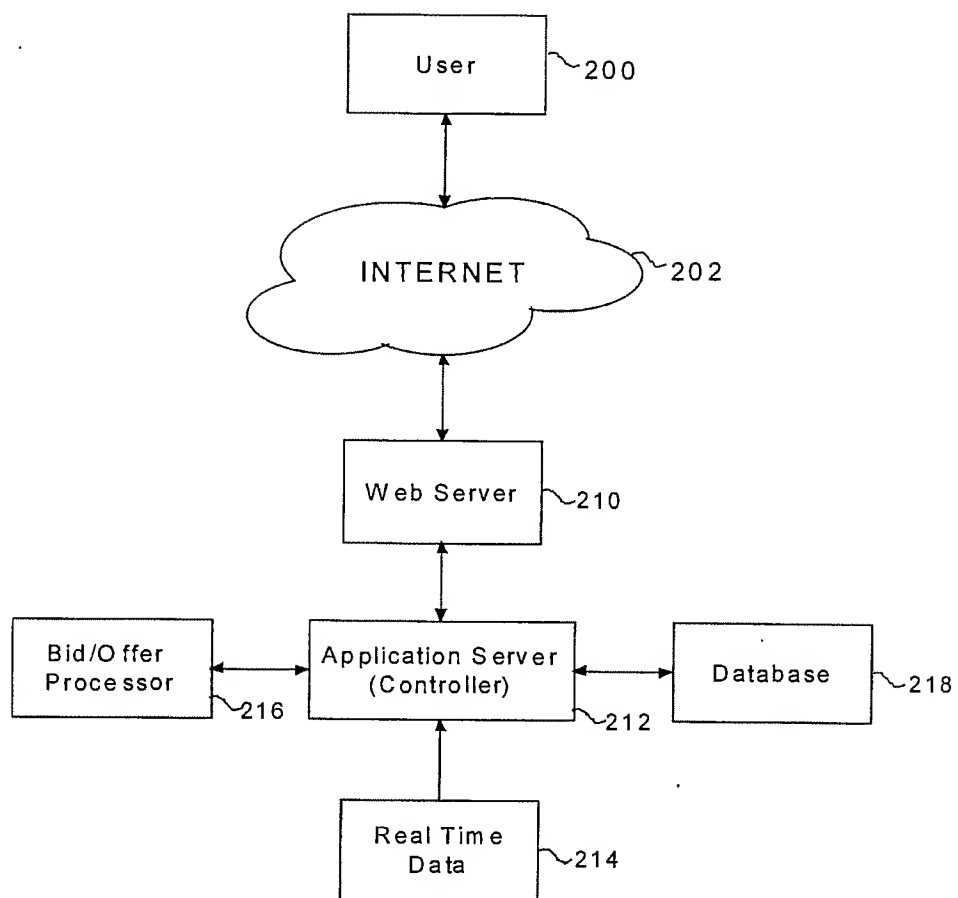 User
200
INTERNET
202
Web Server
210
Bid/Offer
Processor
216
Application Server
(Controller)
212
Database
218
Real Time
Data
214